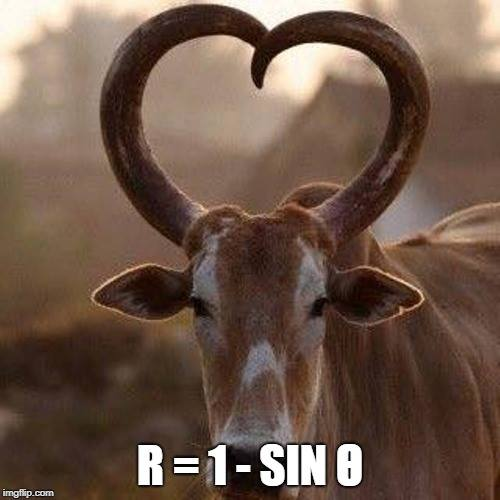 R = 1 - SIN θ
imgflip.com